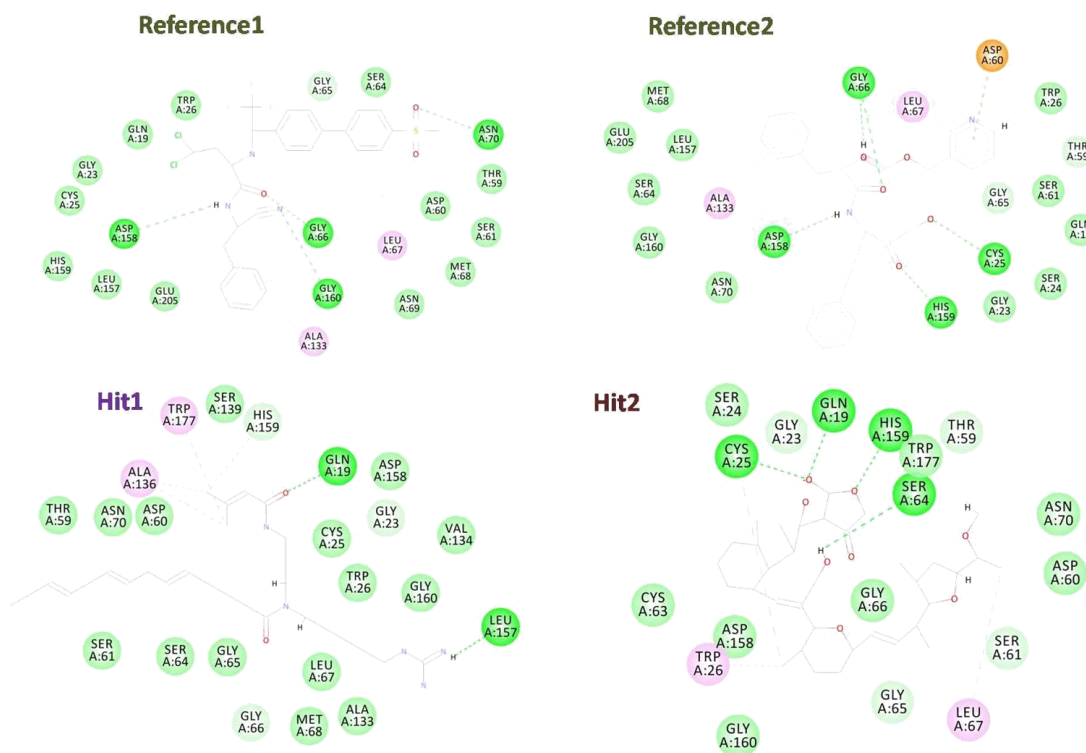 Reference1
GLY
A:65
SER
A:64
TRP
A:26
GLN
A:19
GLY
A:23
CYS
A:25
Cl
Cl
N
O
S
O
ASN
A:70
THR
A:59
ASP
A:60
SER
A:61
O
H
N
N
ASP
A:158
GLY
A:66
LEU
A:67
MET
A:68
HIS
A:159
LEU
A:157
GLU
A:205
GLY
A:160
ASN
A:69
ALA
A:133
Reference2
ASP
A:60
MET
A:68
GLY
A:66
LEU
A:67
TRP
A:26
GLU
A:205
LEU
A:157
N
H
THR
A:59
H
O
O
O
SER
A:64
ALA
A:133
GLY
A:65
SER
A:61
H
N
O
GLN
A:1
GLY
A:160
ASP
A:158
CYS
A:25
O
ASN
A:70
SER
A:24
HIS
A:159
GLY
A:23
Hit1
TRP
A:177
SER
A:139
HIS
A:159
GLN
A:19
ASP
A:158
ALA
A:136
O
THR
A:59
ASN
A:70
ASP
A:60
N
GLY
A:23
CYS
A:25
VAL
A:134
TRP
A:26
GLY
A:160
H
N
H
O
LEU
A:157
SER
A:61
SER
A:64
GLY
A:65
LEU
A:67
N
N
H
N
GLY
A:66
MET
A:68
ALA
A:133
Hit2
SER
A:24
GLY
A:23
GLN
A:19
HIS
A:159
THR
A:59
CYS
A:25
TRP
A:177
O
O
O
SER
A:64
O
H
O
H
O
ASN
A:70
ASP
A:60
H
O
CYS
A:63
GLY
A:66
ASP
A:158
O
TRP
A:26
SER
A:61
GLY
A:65
LEU
A:67
GLY
A:160